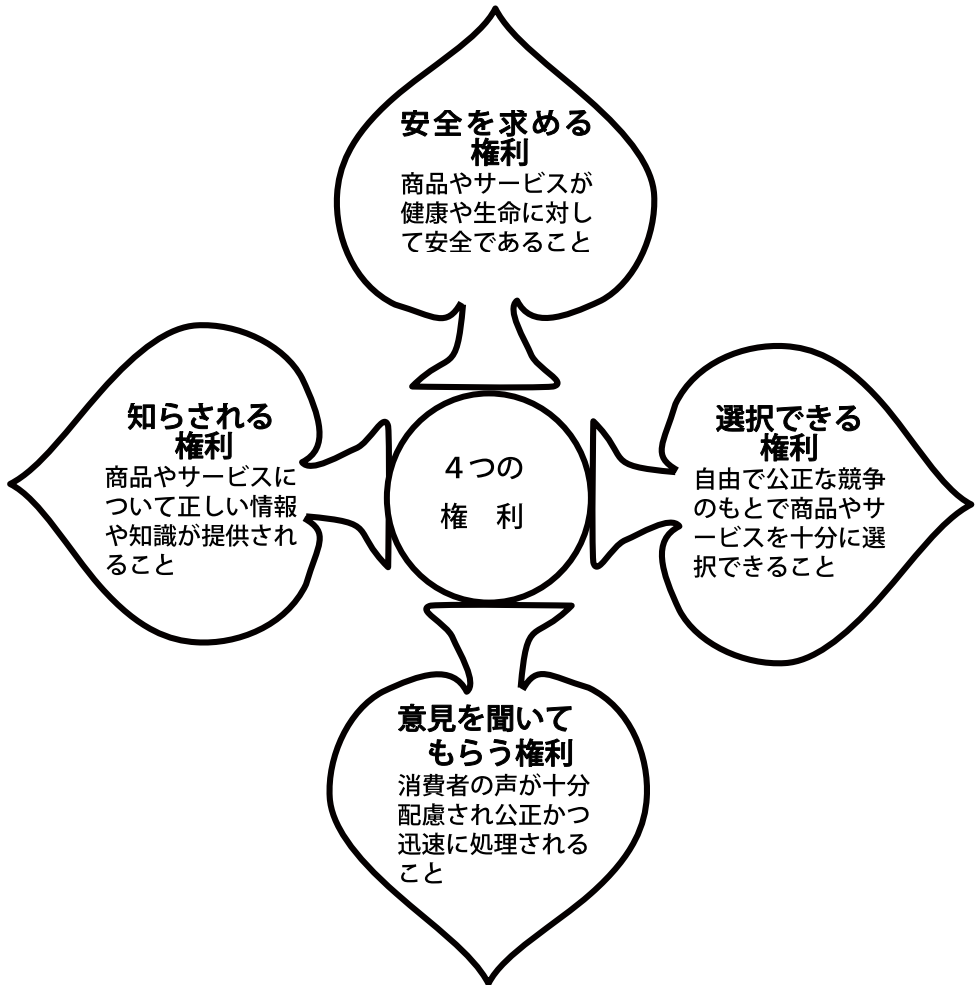 安全を求める
権利
商品やサービスが
健康や生命に対し
て安全であること
知らされる
権利
商品やサービスに
ついて正しい情報
や知識が提供され
ること
４つの
権　利
選択できる
権利
自由で公正な競争
のもとで商品やサ
ービスを十分に選
択できること
意見を聞いて
もらう権利
消費者の声が十分
配慮され公正かつ
迅速に処理される
こと